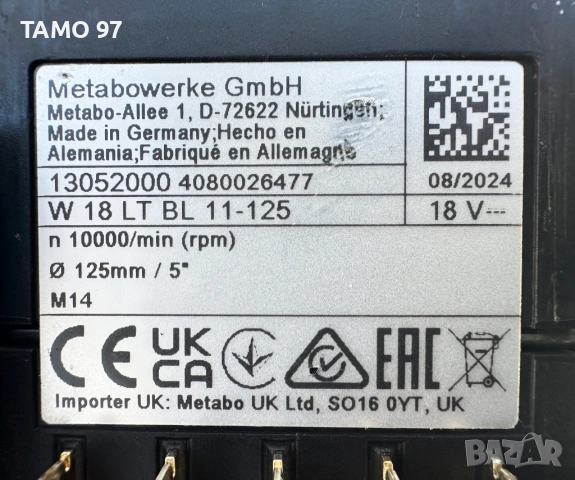 TAMO 97
Metabowerke GmbH
Metabo-Allee 1, D-72622 Nürtingen;
Made in Germany;Hecho en
Alemania;Fabriqué en Allemagne
13052000 4080026477
08/2024
W 18 LT BL 11-125
18 V
n 10000/min (rpm)
Ø 125mm / 5"
M14
CE UK CA EAC
Importer UK: Metabo UK Ltd, SO16 0YT, UK
BAZAR